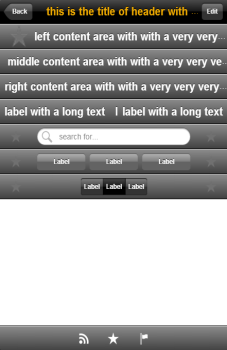 Back this is the title of header with ... Edit
left content area with with a very very...
middle content area with with a very very ve...
right content area with with a very very very very...
label with a long text l label with a long text
search for...
Label Label Label
Label Label Label